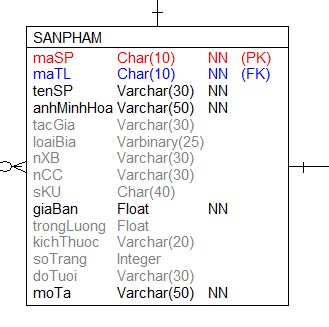 SANPHAM
maSP Char(10) NN (PK)
maTL Char(10) NN (FK)
tenSP Varchar(30) NN
anhMinhHoa Varchar(50) NN
tacGia Varchar(30)
loaiBia Varbinary(25)
nXB Varchar(30)
nCC Varchar(30)
sKU Char(40)
giaBan Float NN
trongLuong Float
kichThuoc Varchar(20)
soTrang Integer
doTuoi Varchar(30)
moTa Varchar(50) NN